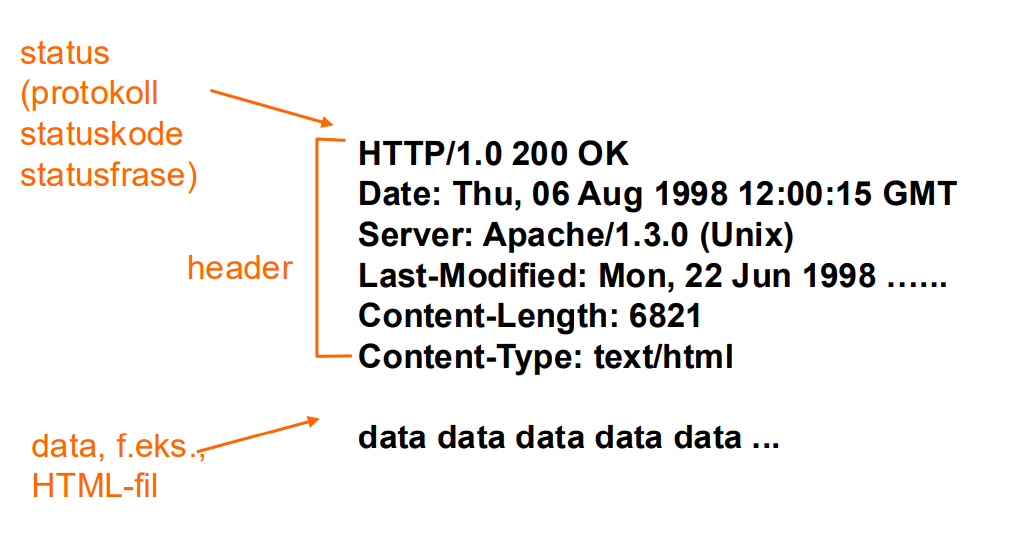 status
(protokoll
statuskode
statusfrase)
HTTP/1.0 200 OK
Date: Thu, 06 Aug 1998 12:00:15 GMT
Server: Apache/1.3.0 (Unix)
header
Last-Modified: Mon, 22 Jun 1998 …...
Content-Length: 6821
Content-Type: text/html
data, f.eks.,
HTML-fil
data data data data data ...